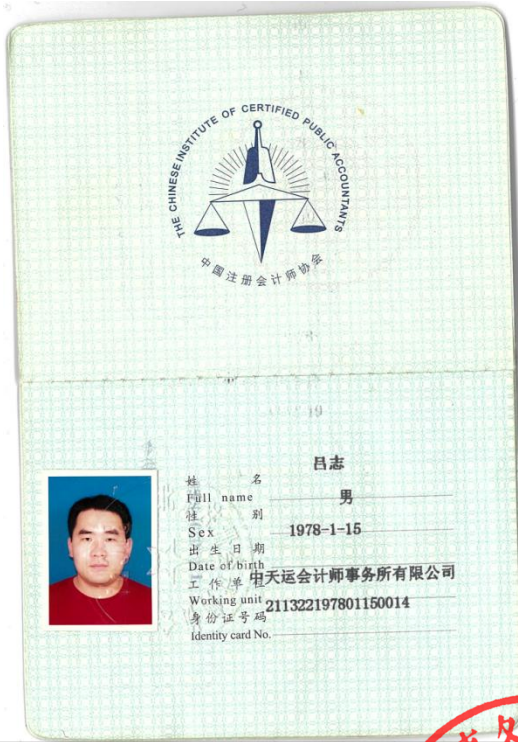 THE CHINESE INSTITUTE OF CERTIFIED PUBLIC ACCOUNTANTS
中国注册会计师协会
吕志
姓 名
Full name
男
性 别
Sex
1978-1-15
出生日期
Date of birth
中天运会计师事务所有限公司
工作单位
Working unit
211322197801150014
身份证号码
Identity card No.